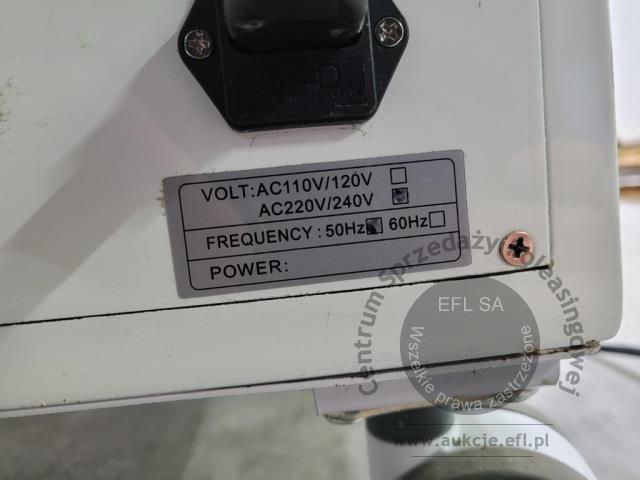 VOLT:AC110V/120V
AC220V/240V
FREQUENCY: 50Hz 60Hz
POWER:
Centrum Sprzedaży Poleasingowej
EFL SA
Wszelkie prawa zastrzeżone
www.aukcje.efl.pl